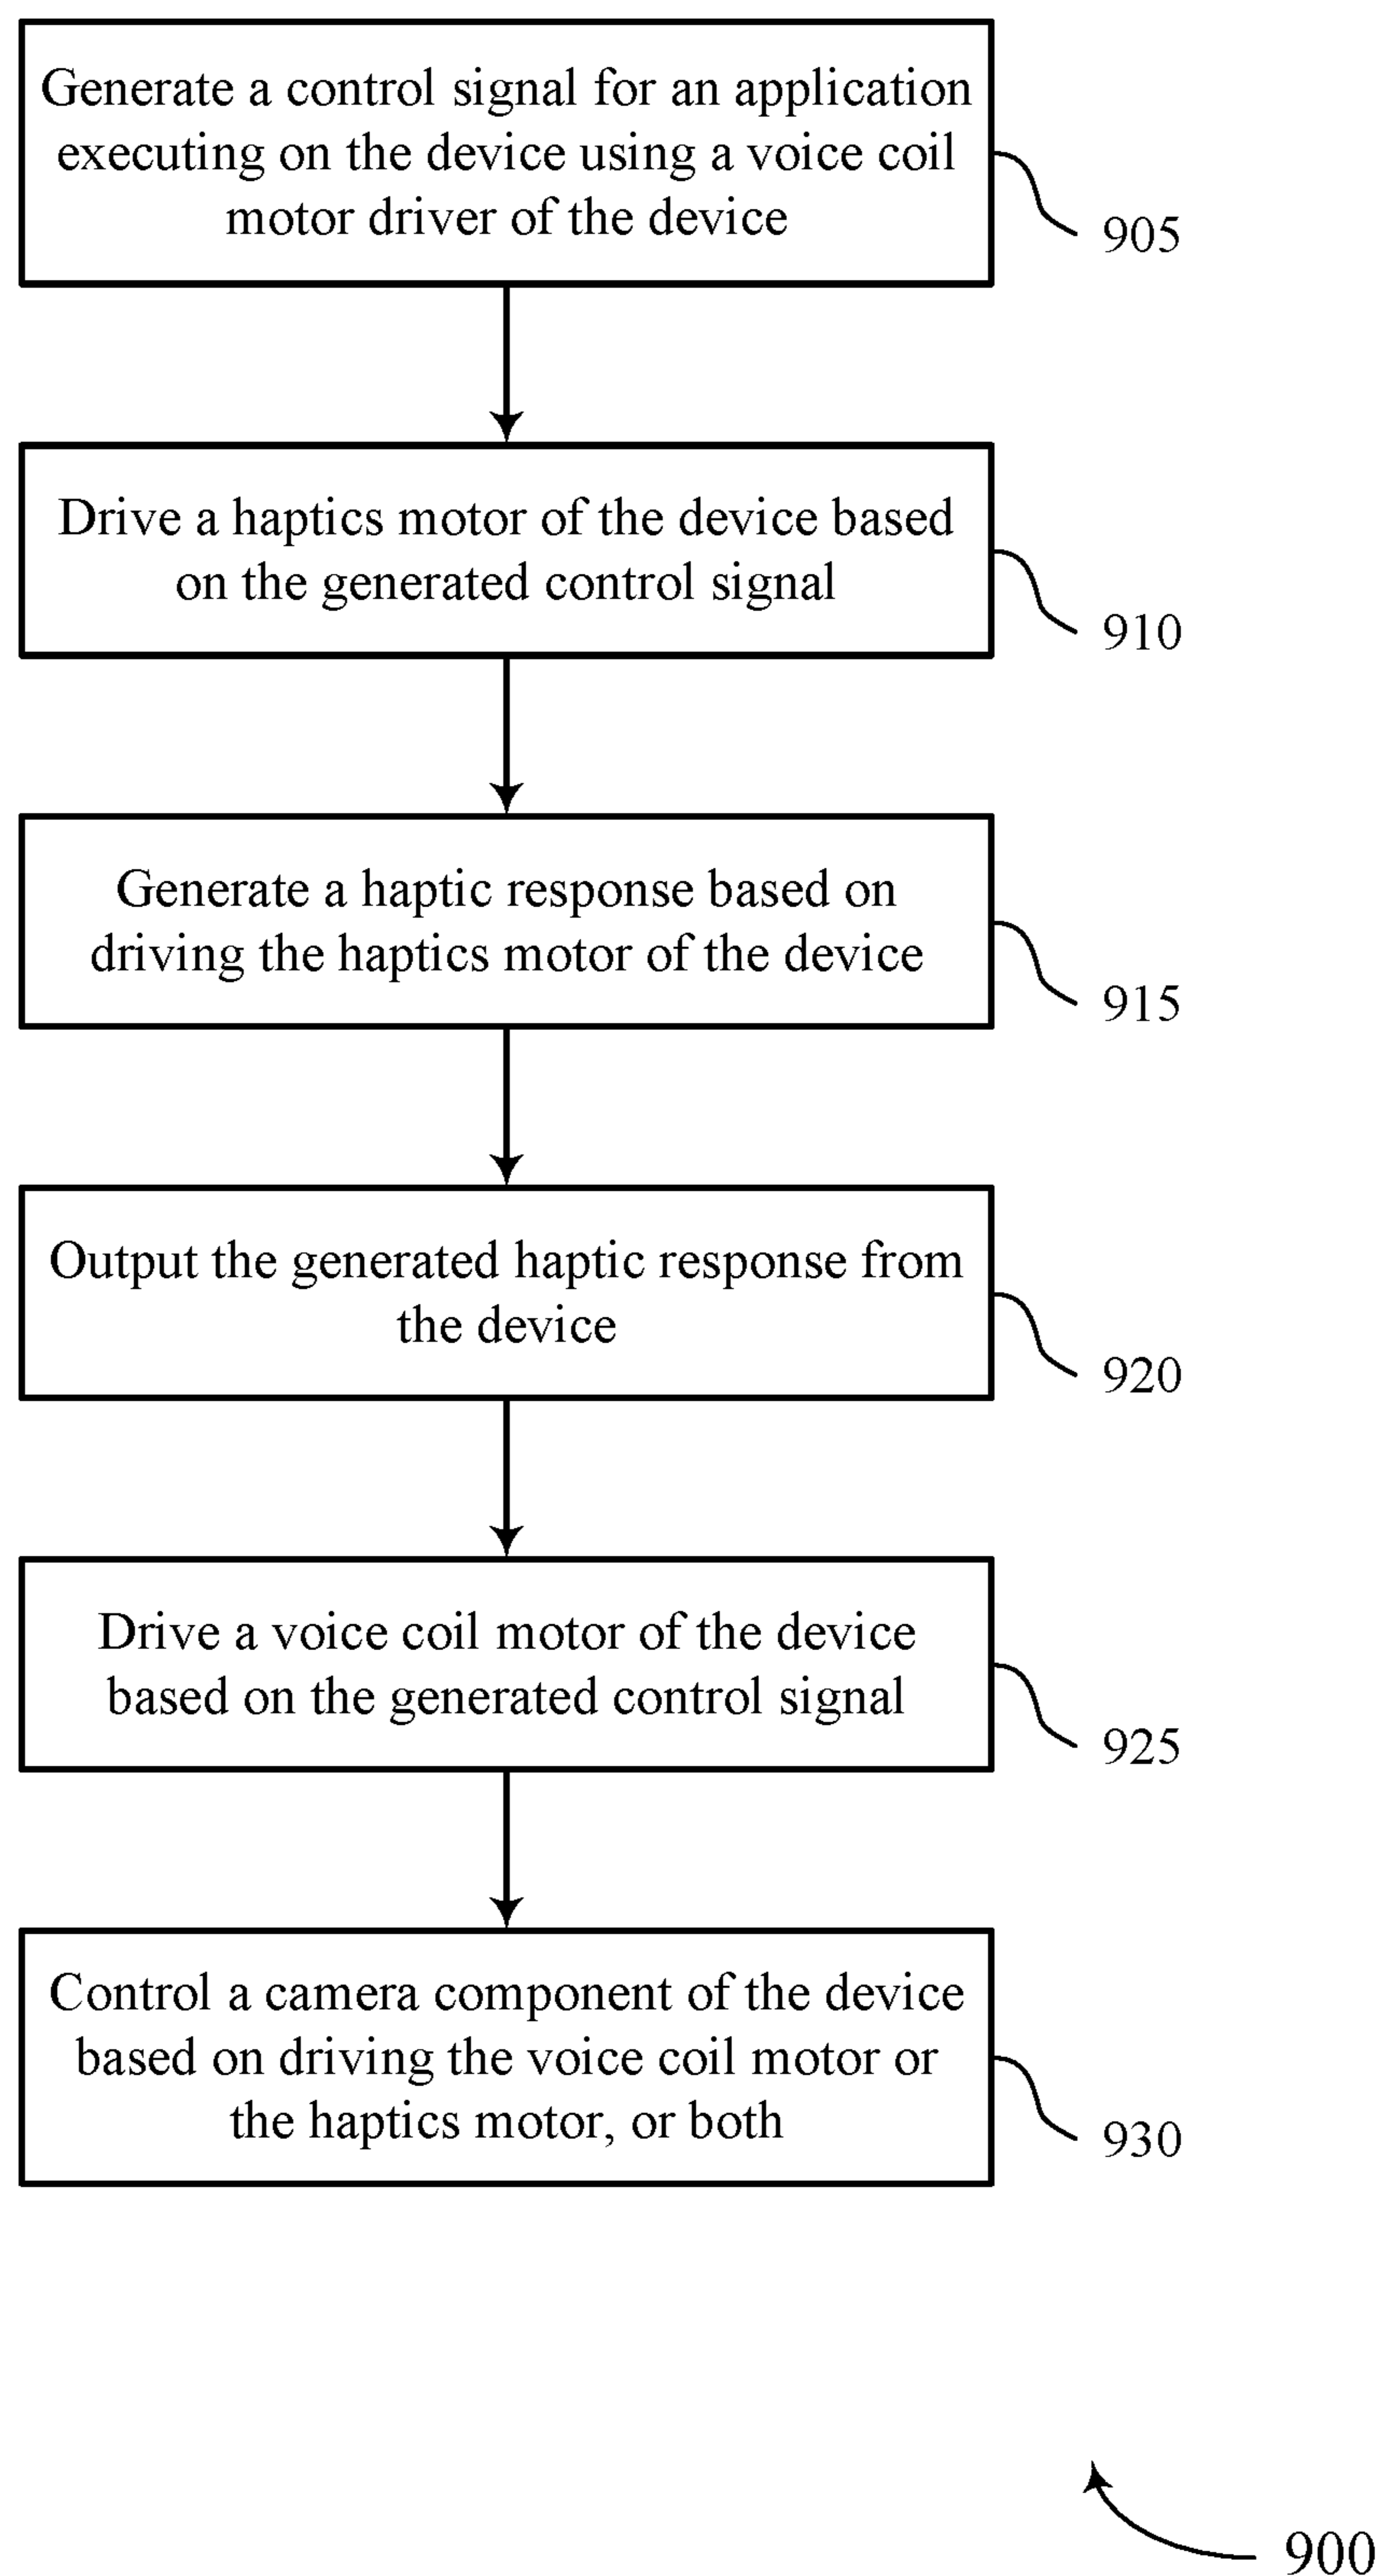 Generate a control signal for an application
executing on the device using a voice coil
motor driver of the device
905
Drive a haptics motor of the device based
on the generated control signal
910
Generate a haptic response based on
driving the haptics motor of the device
915
Output the generated haptic response from
the device
920
Drive a voice coil motor of the device
based on the generated control signal
925
Control a camera component of the device
based on driving the voice coil motor or
the haptics motor, or both
930
900